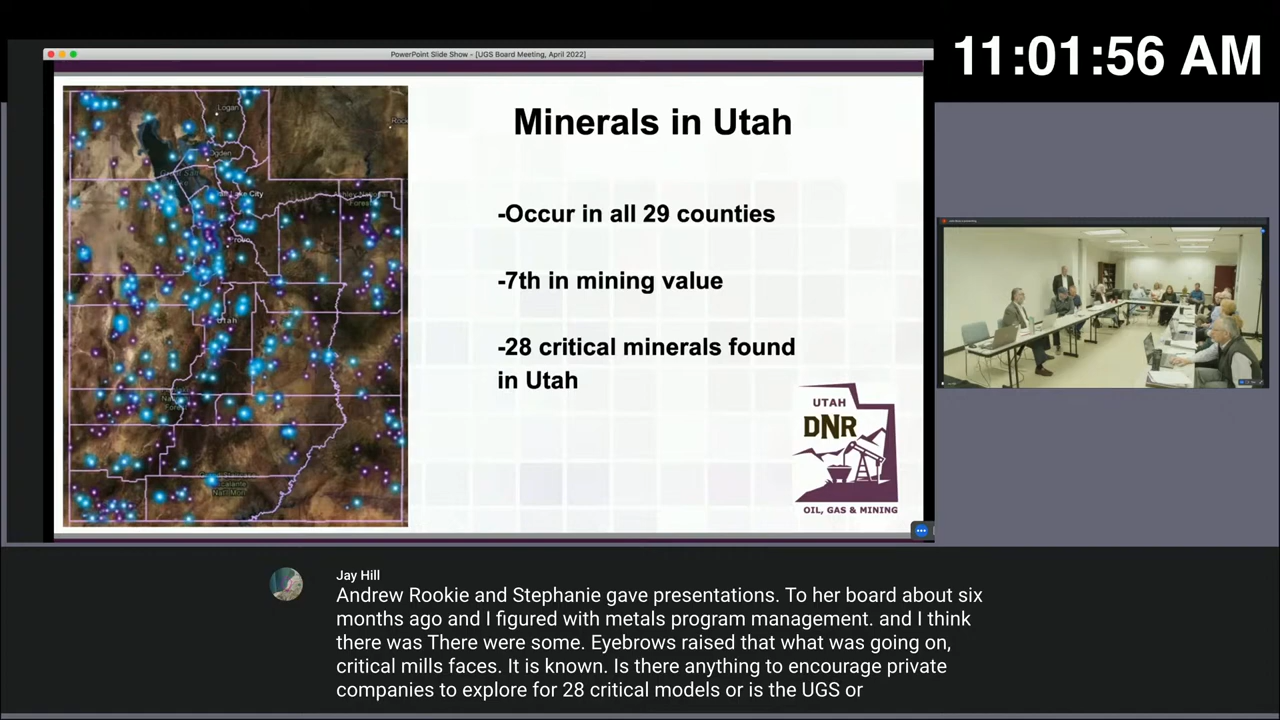 PowerPoint Slide Show - [UGS Board Meeting, April 2022]
11:01:56 AM
Minerals in Utah
-Occur in all 29 counties
-7th in mining value
-28 critical minerals found
in Utah
Logan
Ogden
Lake City
Utah
UTAH
DNR
OIL, GAS & MINING
Jay Hill
Andrew Rookie and Stephanie gave presentations. To her board about six
months ago and I figured with metals program management. and I think
there was There were some. Eyebrows raised that what was going on,
critical mills faces. It is known. Is there anything to encourage private
companies to explore for 28 critical models or is the UGS or